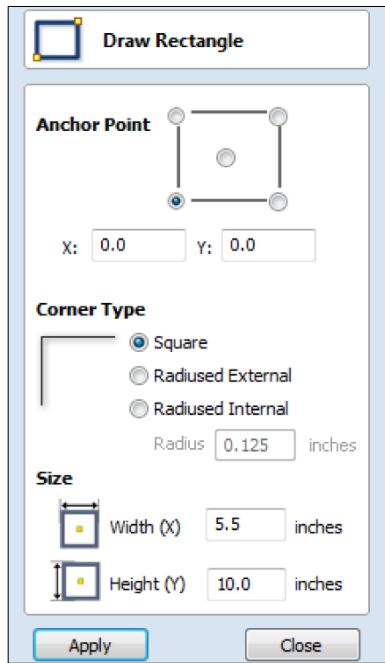 Draw Rectangle
Anchor Point
X: 0.0 Y: 0.0
Corner Type
Square
Radiused External
Radiused Internal
Radius 0.125 inches
Size
Width (X) 5.5 inches
Height (Y) 10.0 inches
Apply Close